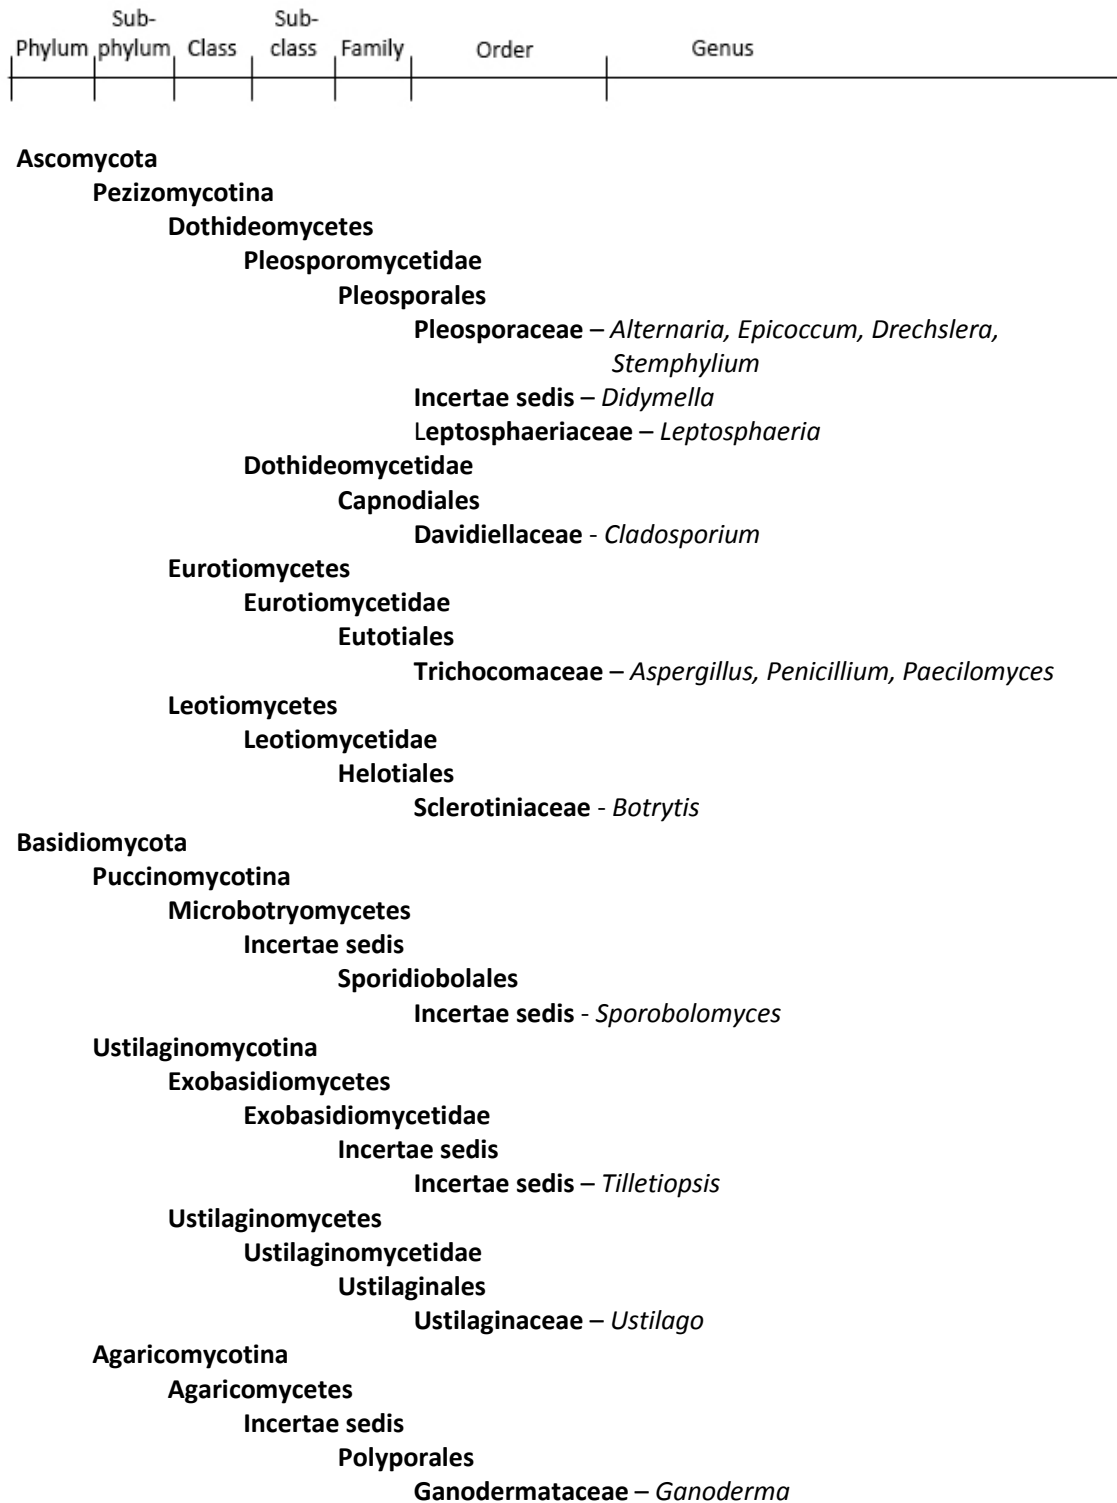 Sub- Sub-
Phylum phylum Class class Family Order Genus
Ascomycota
Pezizomycotina
Dothideomycetes
Pleosporomycetidae
Pleosporales
Pleosporaceae – Alternaria, Epicoccum, Drechslera,
Stemphylium
Incertae sedis – Didymella
Leptosphaeriaceae – Leptosphaeria
Dothideomycetidae
Capnodiales
Davidiellaceae - Cladosporium
Eurotiomycetes
Eurotiomycetidae
Eutotiales
Trichocomaceae – Aspergillus, Penicillium, Paecilomyces
Leotiomycetes
Leotiomycetidae
Helotiales
Sclerotiniaceae - Botrytis
Basidiomycota
Puccinomycotina
Microbotryomycetes
Incertae sedis
Sporidiobolales
Incertae sedis - Sporobolomyces
Ustilaginomycotina
Exobasidiomycetes
Exobasidiomycetidae
Incertae sedis
Incertae sedis – Tilletiopsis
Ustilaginomycetes
Ustilaginomycetidae
Ustilaginales
Ustilaginaceae – Ustilago
Agaricomycotina
Agaricomycetes
Incertae sedis
Polyporales
Ganodermataceae – Ganoderma